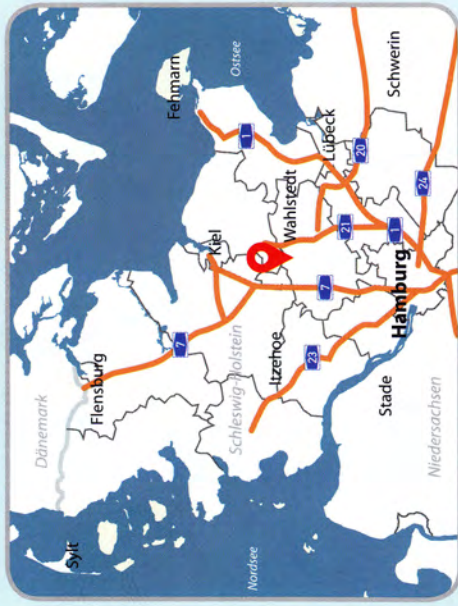 Sylt
Dänemark
Flensburg
7
Fehmarn
Ostsee
Kiel
1
Nordsee
Schleswig-Holstein
Wahlstedt
Lübeck
Itzehoe
23
7
21
20
Schwerin
1
24
Hamburg
Stade
Niedersachsen